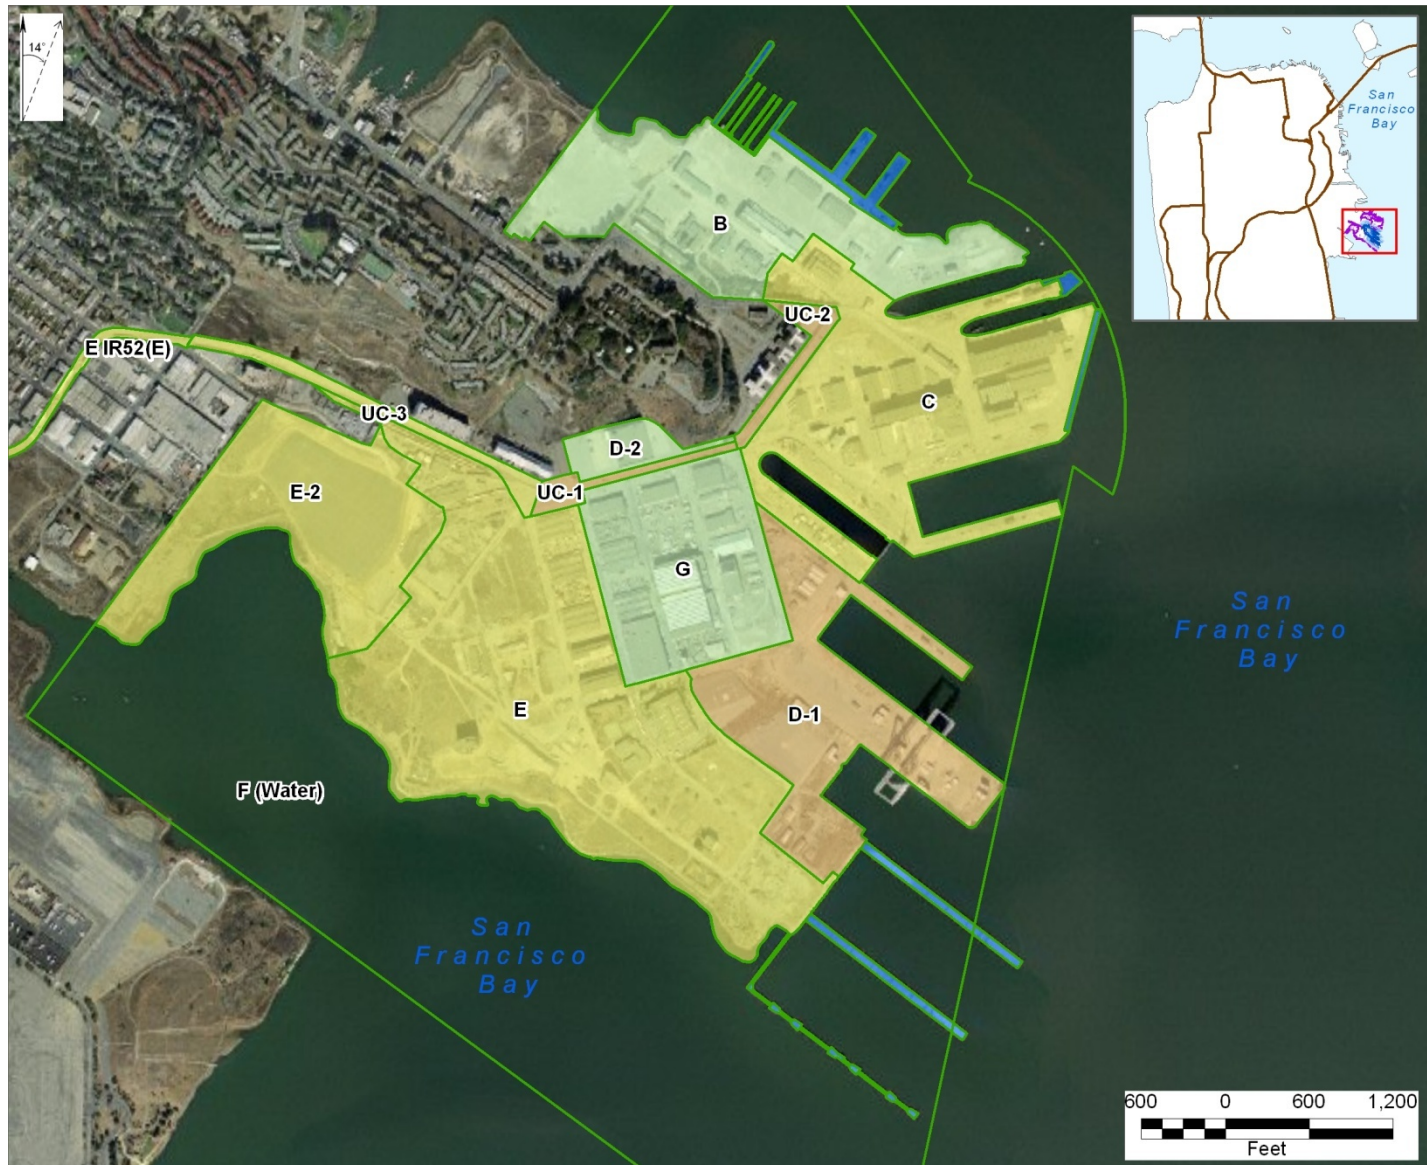 14°
San
Francisco
Bay
B
UC-2
E IR52(E)
UC-3
C
D-2
E-2
UC-1
G
San
Francisco
Bay
E
D-1
F (Water)
San
Francisco
Bay
600 0 600 1,200
Feet